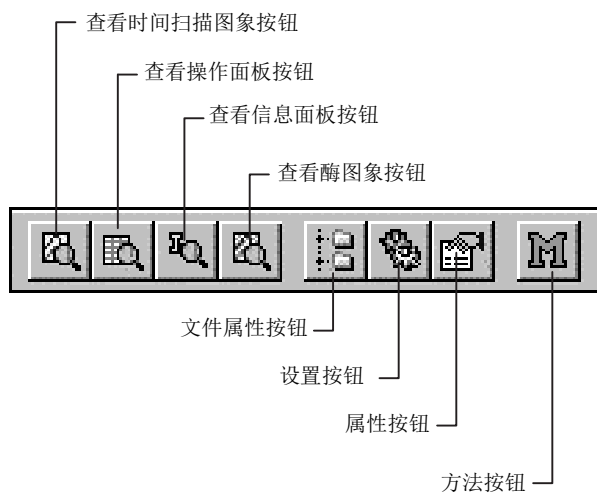 查看时间扫描图象按钮
查看操作面板按钮
查看信息面板按钮
查看酶图象按钮
文件属性按钮
设置按钮
属性按钮
方法按钮